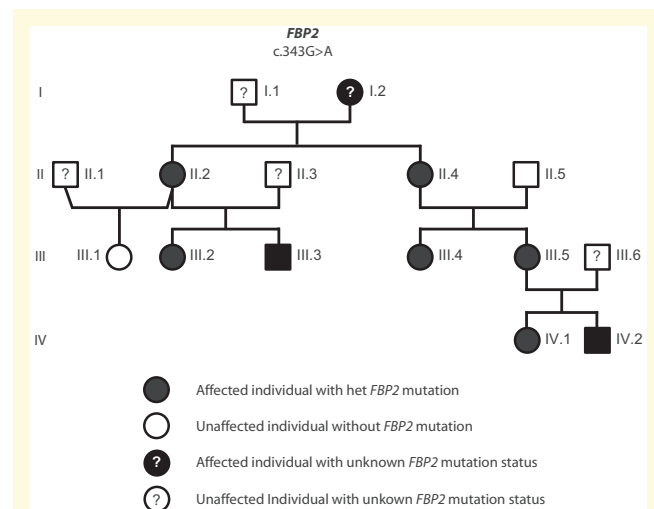 FBP2
c.343G>A
I ? I.1 ? I.2
II ? II.1 II.2 ? II.3 II.4 II.5
III III.1 III.2 III.3 III.4 III.5 ? III.6
IV IV.1 IV.2
Affected individual with het FBP2 mutation
Unaffected individual without FBP2 mutation
? Affected individual with unknown FBP2 mutation status
? Unaffected Individual with unkown FBP2 mutation status